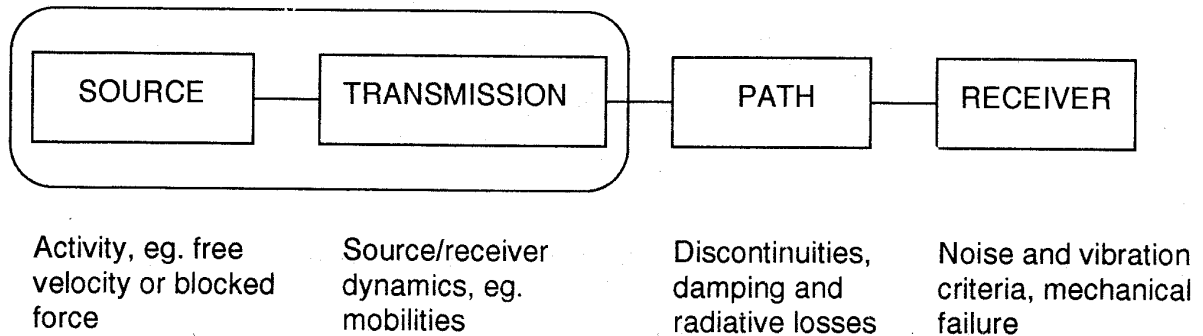 SOURCE
TRANSMISSION
PATH
RECEIVER
Activity, eg. free
velocity or blocked
force
Source/receiver
dynamics, eg.
mobilities
Discontinuities,
damping and
radiative losses
Noise and vibration
criteria, mechanical
failure